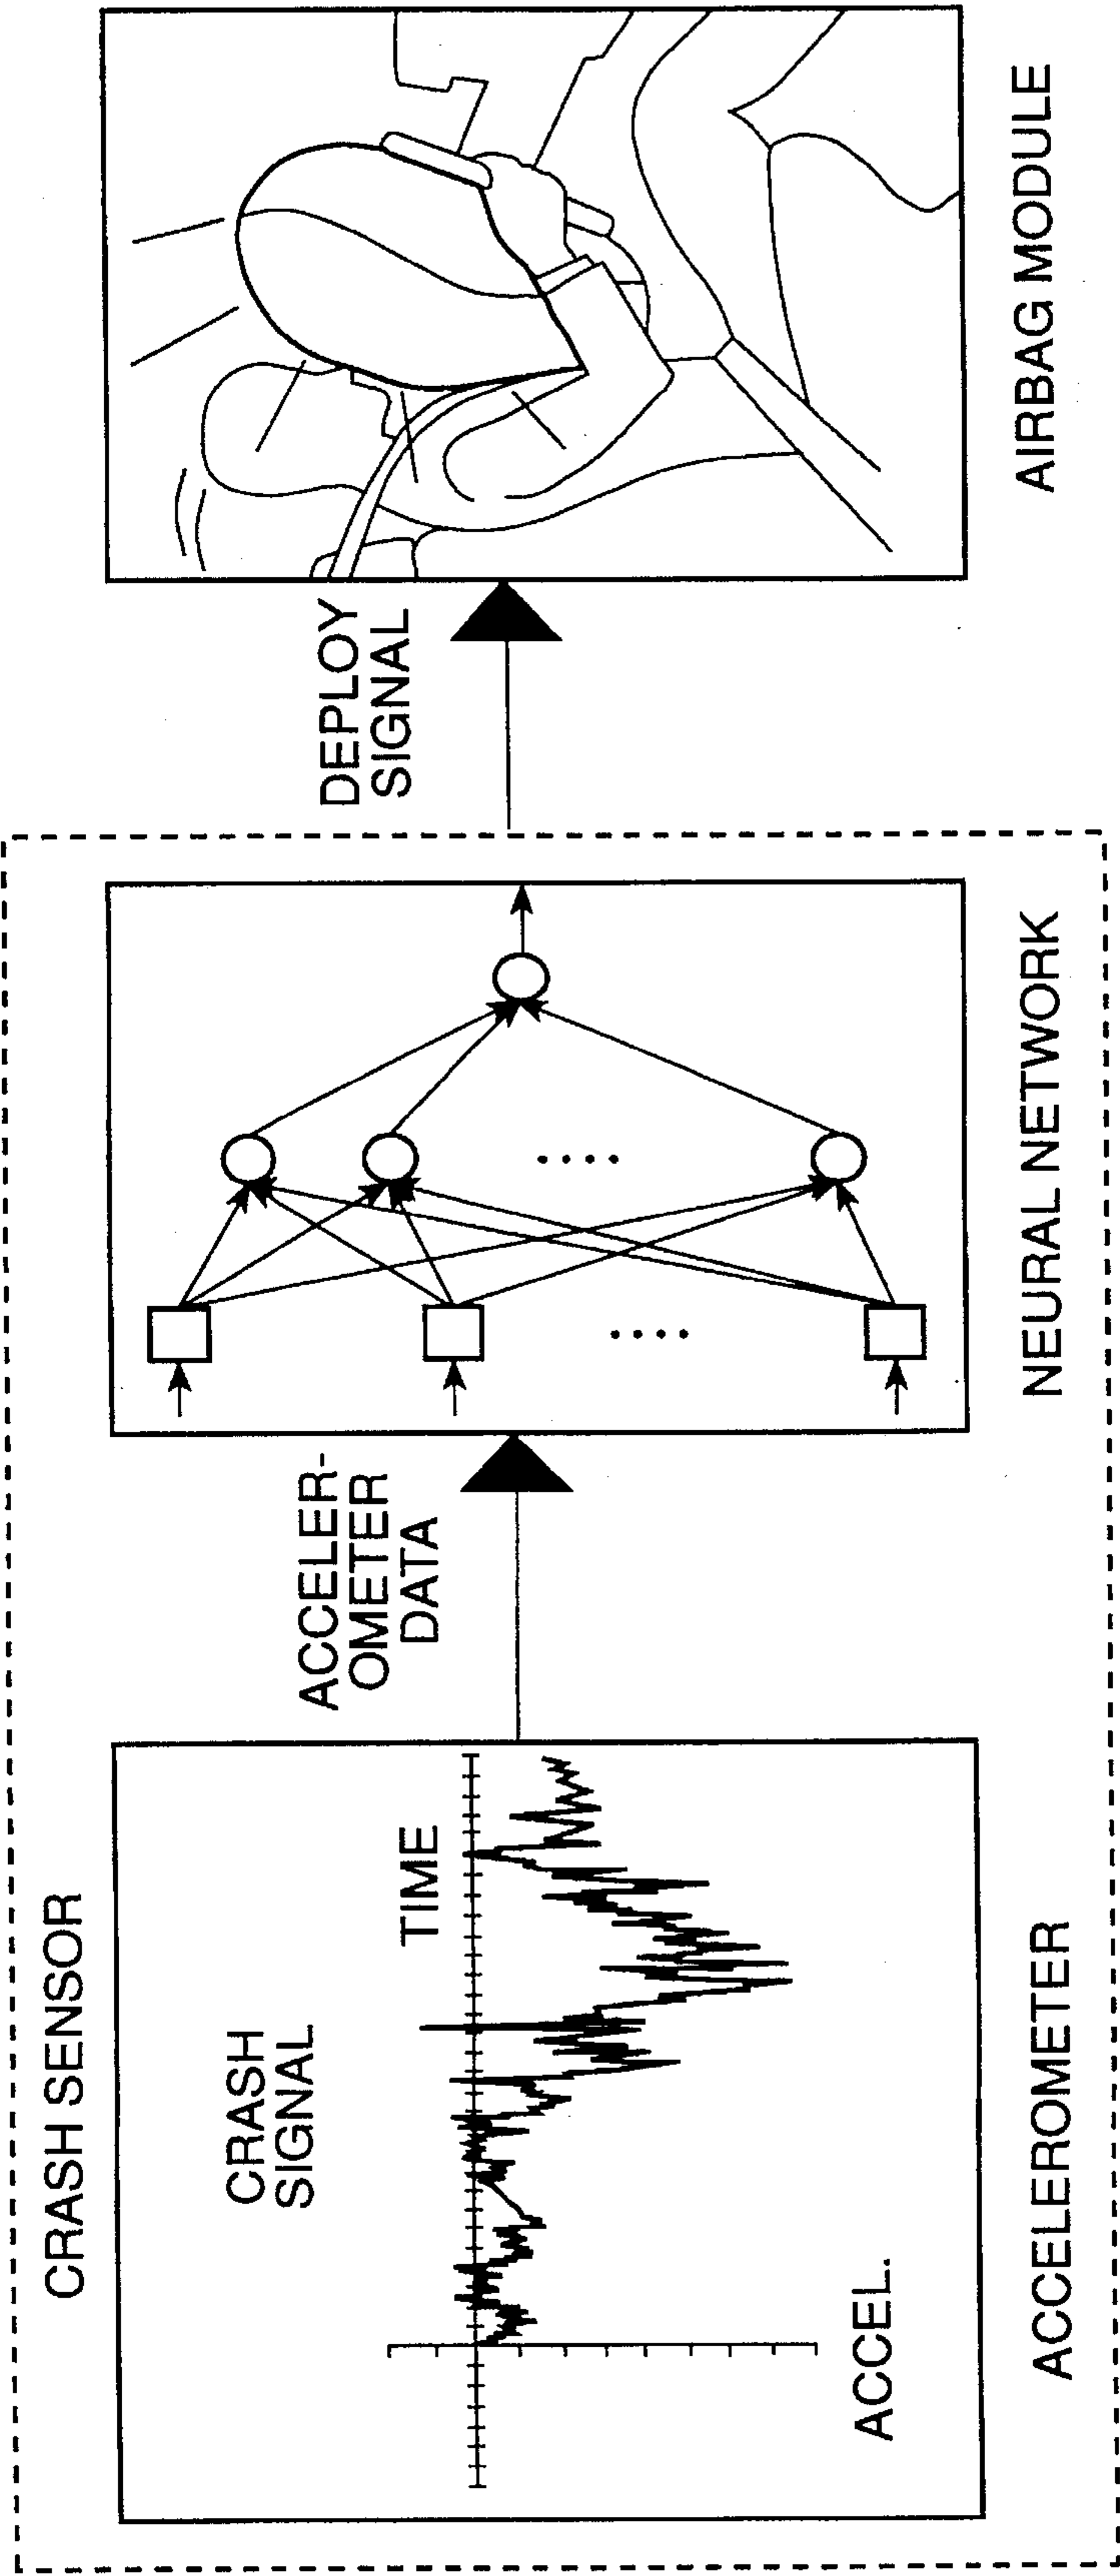 CRASH SENSOR
CRASH
SIGNAL
TIME
ACCEL.
ACCELEROMETER
ACCELER-
OMETER
DATA
NEURAL NETWORK
DEPLOY
SIGNAL
AIRBAG MODULE